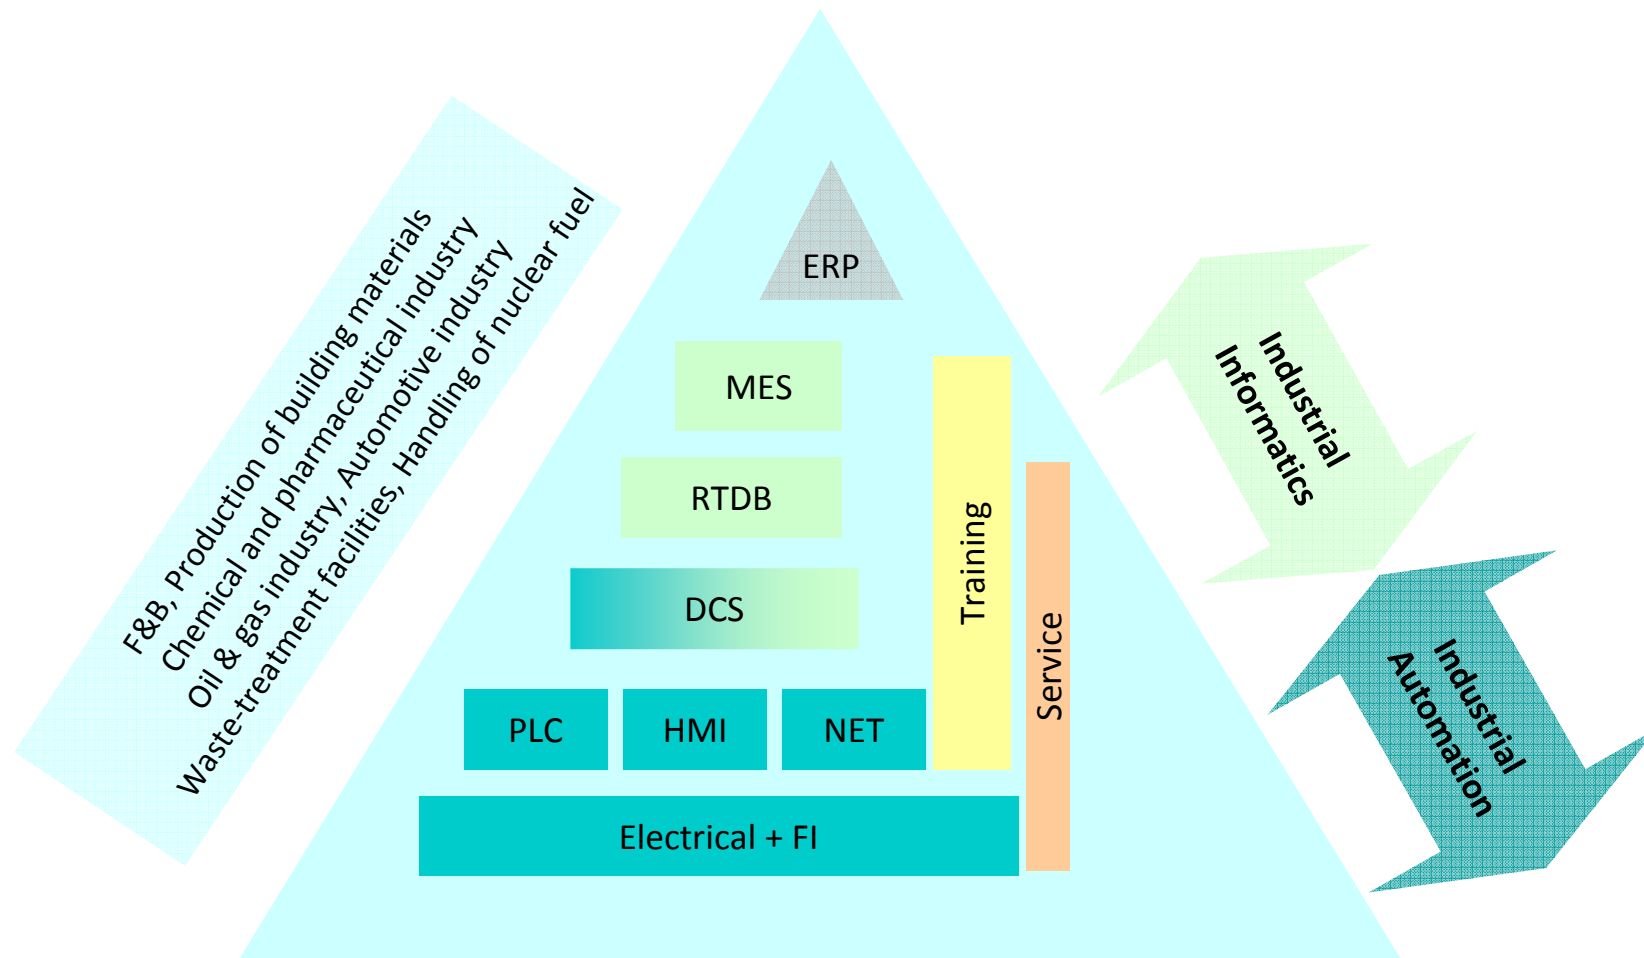 F&B, Production of building materials
Chemical and pharmaceutical industry
Oil & gas industry, Automotive industry
Waste-treatment facilities, Handling of nuclear fuel
ERP
MES
RTDB
DCS
PLC
HMI
NET
Electrical + FI
Training
Service
Industrial
Informatics
Industrial
Automation